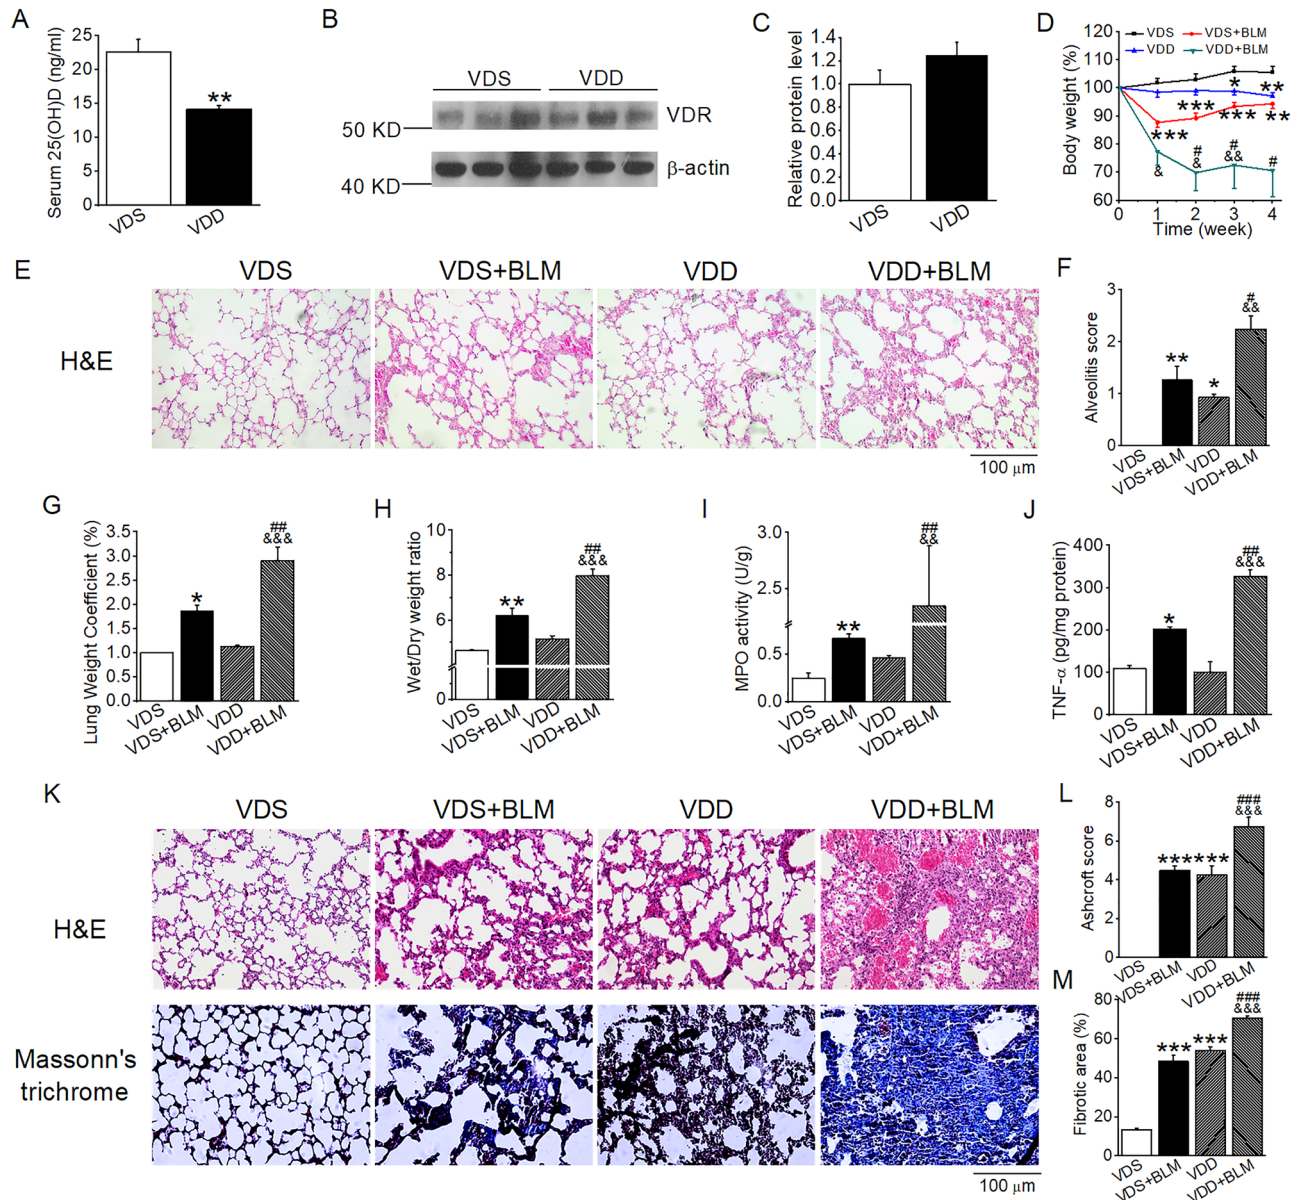 A
Serum 25(OH)D (ng/ml)
25
20
15
10
5
0
**
VDS
VDD
B
VDS
VDD
VDR
50 KD
β-actin
40 KD
C
Relative protein level
1.4
1.2
1.0
0.8
0.6
0.4
0.2
0.0
VDS
VDD
D
VDS
VDS+BLM
VDD
VDD+BLM
Body weight (%)
120
110
100
90
80
70
60
*
**
***
***
***
**
#
#
&
&
&&
#
0
1
2
3
4
Time (week)
E
VDS
VDS+BLM
VDD
VDD+BLM
H&E
100 μm
F
Alveolitis score
3
2
1
0
**
*
#
&&
VDS
VDS+BLM
VDD
VDD+BLM
G
Lung Weight Coefficient (%)
3.5
3.0
2.5
2.0
1.5
1.0
0.5
0.0
*
##
&&&
VDS
VDS+BLM
VDD
VDD+BLM
H
Wet/Dry weight ratio
10
8
6
0
**
##
&&&
VDS
VDS+BLM
VDD
VDD+BLM
I
MPO activity (U/g)
3.0
2.5
0.5
0.0
**
##
&&
VDS
VDS+BLM
VDD
VDD+BLM
J
TNF-α (pg/mg protein)
400
300
200
100
0
*
##
&&&
VDS
VDS+BLM
VDD
VDD+BLM
K
VDS
VDS+BLM
VDD
VDD+BLM
H&E
Massonn's
trichrome
100 μm
L
Ashcroft score
8
6
4
2
0
***
***
###
&&&
VDS
VDS+BLM
VDD
VDD+BLM
M
Fibrotic area (%)
80
60
40
20
0
***
***
###
&&&
VDS
VDS+BLM
VDD
VDD+BLM